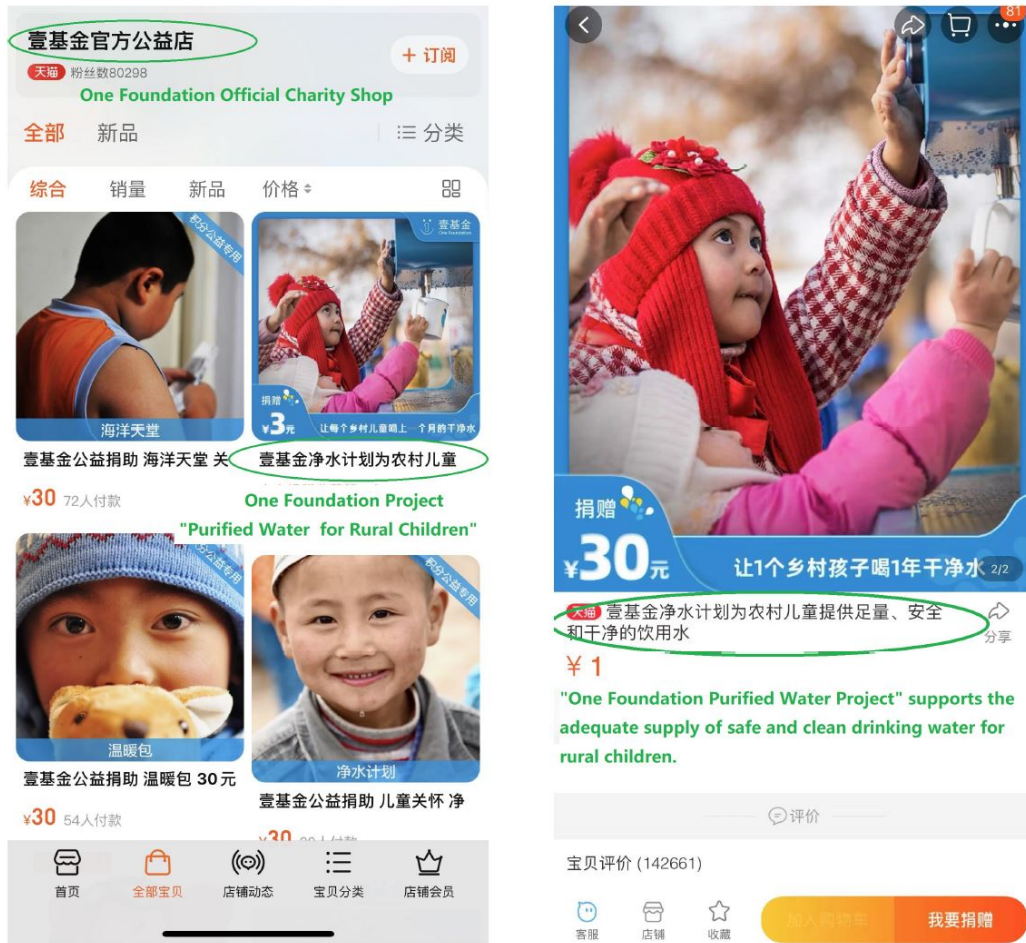 壹基金官方公益店
天猫 粉丝数80298
+ 订阅
One Foundation Official Charity Shop
全部 新品 分类
综合 销量 新品 价格
积分公益专用
海洋天堂
壹基金公益捐助 海洋天堂 关
¥30 72人付款
壹基金
One Foundation
捐赠
¥3元 让每个乡村儿童喝上一个月的干净水
壹基金净水计划为农村儿童
One Foundation Project
"Purified Water for Rural Children"
积分公益专用
温暖包
壹基金公益捐助 温暖包 30元
¥30 54人付款
积分公益专用
净水计划
壹基金公益捐助 儿童关怀 净
¥30
首页 全部宝贝 店铺动态 宝贝分类 店铺会员
81
捐赠
¥30元 让1个乡村孩子喝1年干净水 2/2
天猫 壹基金净水计划为农村儿童提供足量、安全
和干净的饮用水
分享
¥ 1
"One Foundation Purified Water Project" supports the
adequate supply of safe and clean drinking water for
rural children.
评价
宝贝评价 (142661)
客服 店铺 收藏 加入购物车 我要捐赠